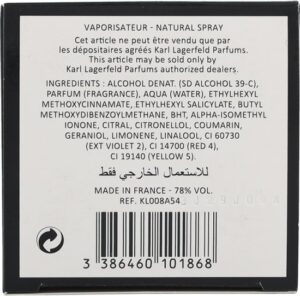 VAPORISATEUR - NATURAL SPRAY
Cet article ne peut être vendu que par
les dépositaires agréés Karl Lagerfeld Parfums.
This article may be sold only by
Karl Lagerfeld Parfums authorized dealers.
INGREDIENTS : ALCOHOL DENAT. (SD ALCOHOL 39-C),
PARFUM (FRAGRANCE), AQUA (WATER), ETHYLHEXYL
METHOXYCINNAMATE, ETHYLHEXYL SALICYLATE, BUTYL
METHOXYDIBENZOYLMETHANE, BHT, ALPHA-ISOMETHYL
IONONE, CITRAL, CITRONELLOL, COUMARIN,
GERANIOL, LIMONENE, LINALOOL, CI 60730
(EXT VIOLET 2), CI 14700 (RED 4),
CI 19140 (YELLOW 5).
للاستعمال الخارجي فقط
MADE IN FRANCE - 78% VOL.
REF. KL008A54
3 386460 101868